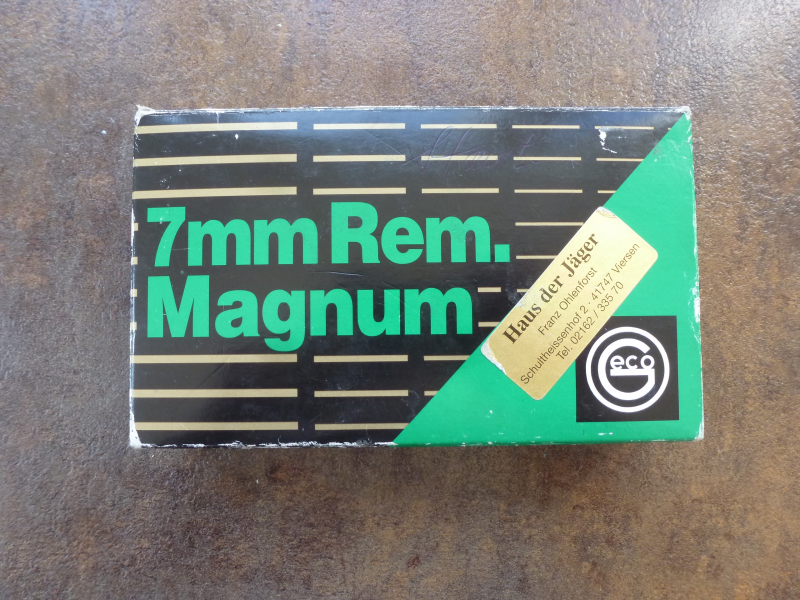 7mm Rem.
Magnum
Haus der Jäger
Franz Ohlenforst
Schultheissenhof 2 · 41747 Viersen
Tel. 02162 / 335 70
Geco